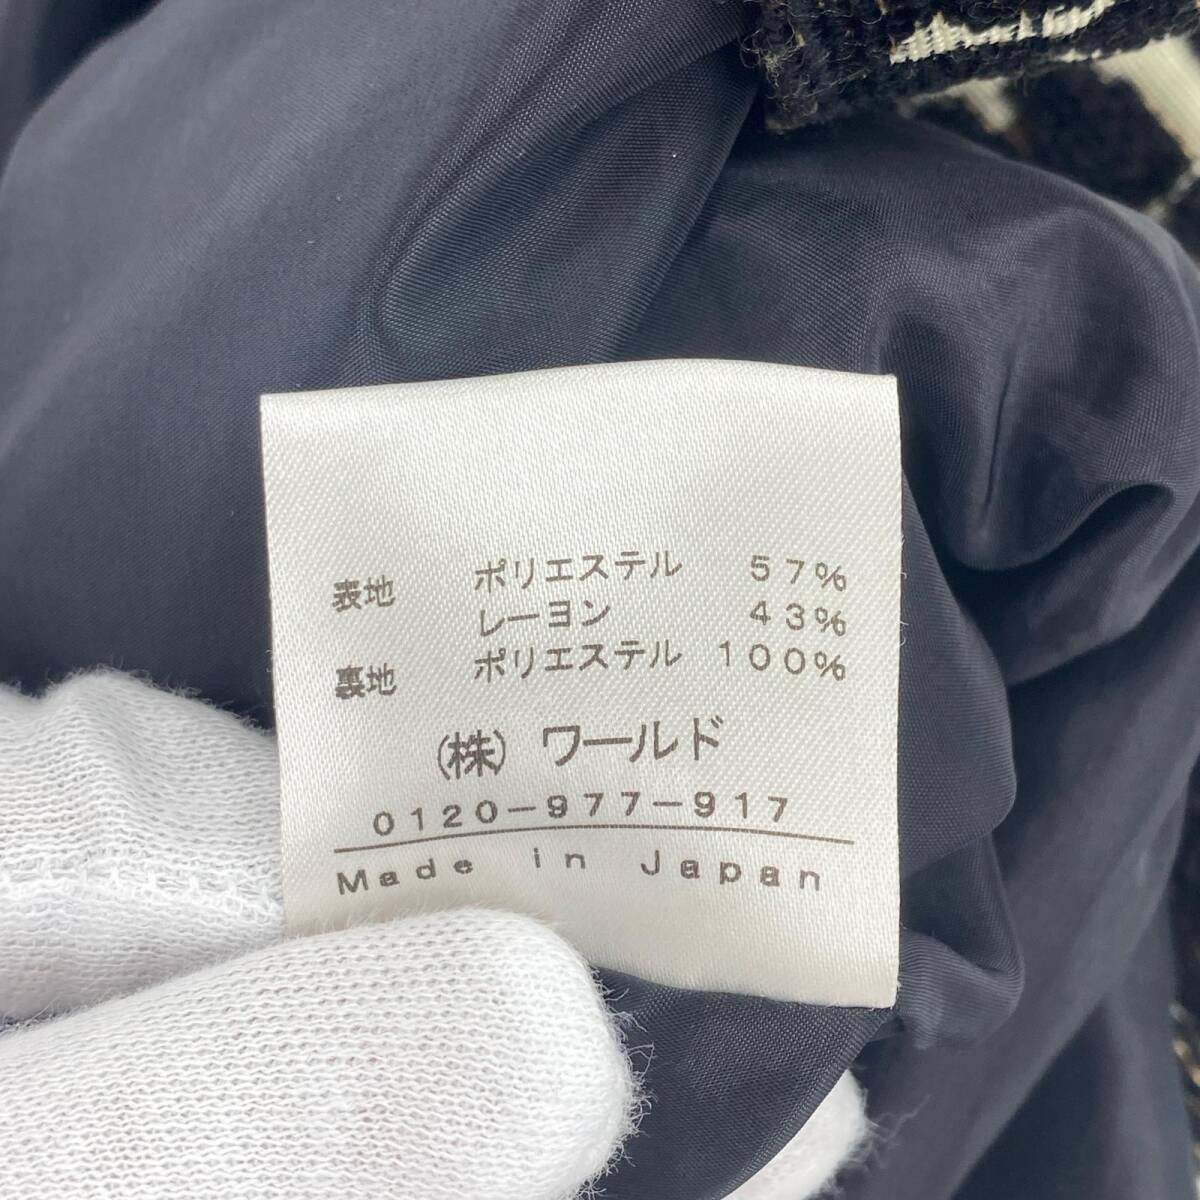 表地 ポリエステル 57%
レーヨン 43%
裏地 ポリエステル 100%
(株) ワールド
0120-977-917
Made in Japan